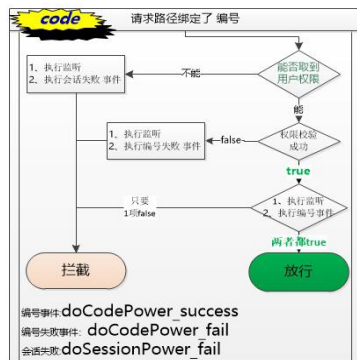 code
请求路径绑定了 编号
能否取到
用户权限
不能
1、执行监听
2、执行会话失败 事件
能
权限校验
成功
false
1、执行监听
2、执行编号失败 事件
true
1、执行监听
2、执行编号事件
只要
1项false
两者都true
拦截
放行
编号事件:doCodePower_success
编号失败事件: doCodePower_fail
会话失败:doSessionPower_fail